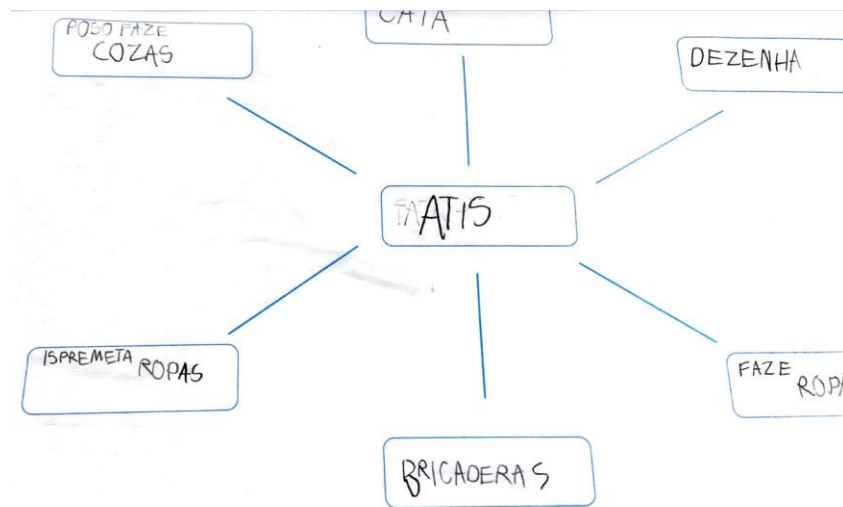 POSO FAZE
COZAS
CATA
DEZENHA
ATIS
ISPREMETA ROPAS
FAZE
BRICADERAS